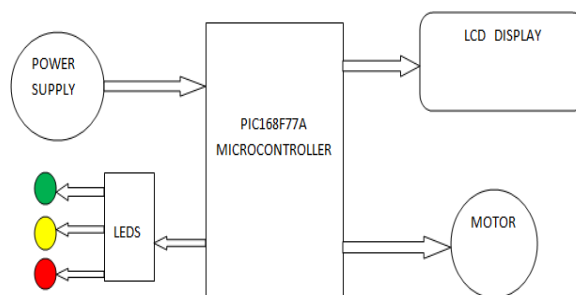 POWER
SUPPLY
PIC168F77A
MICROCONTROLLER
LCD DISPLAY
LEDS
MOTOR